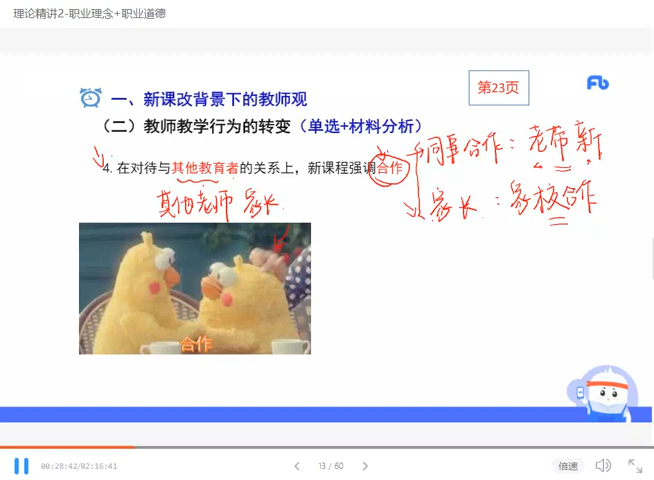 理论精讲2-职业理念+职业道德
第23页
一、新课改背景下的教师观
（二）教师教学行为的转变（单选+材料分析）
4. 在对待与其他教育者的关系上，新课程强调合作
同事合作：老带新
其他老师 家长
家长：家校合作
合作
00:28:42/02:16:41
13 / 60
倍速